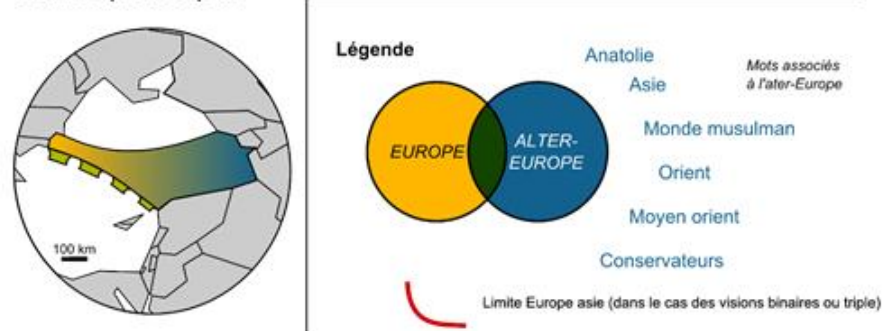 Légende
Anatolie
Mots associés
à l'ater-Europe
Asie
EUROPE
ALTER-
EUROPE
Monde musulman
Orient
Moyen orient
Conservateurs
100 km
Limite Europe asie (dans le cas des visions binaires ou triple)